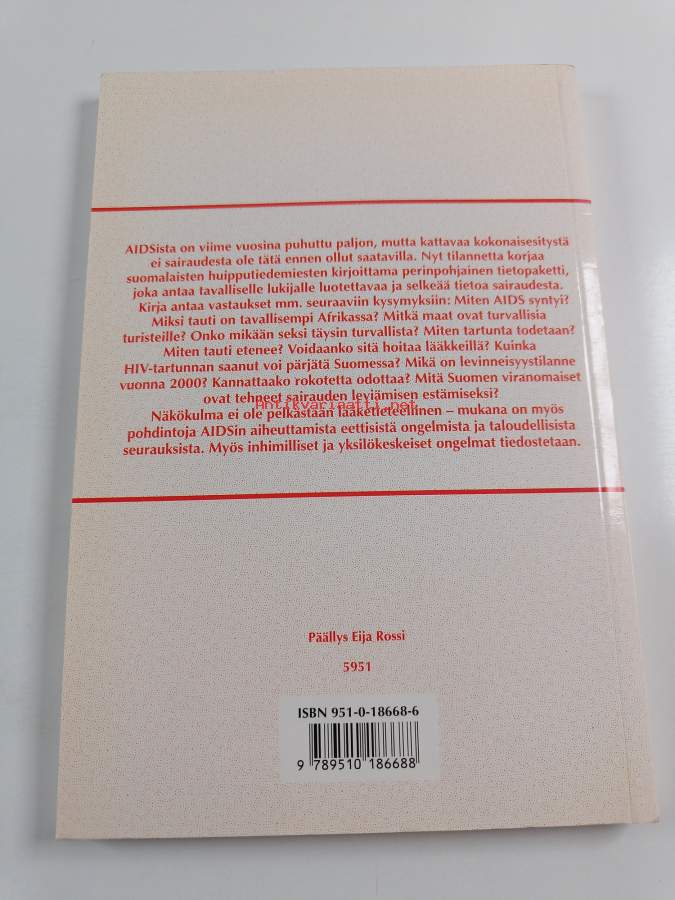 AIDSista on viime vuosina puhuttu paljon, mutta kattavaa kokonaisesitystä
ei sairaudesta ole tätä ennen ollut saatavilla. Nyt tilannetta korjaa
suomalaisten huipputiedemiesten kirjoittama perinpohjainen tietopaketti,
joka antaa tavalliselle lukijalle luotettavaa ja selkeää tietoa sairaudesta.
Kirja antaa vastaukset mm. seuraaviin kysymyksiin: Miten AIDS syntyi?
Miksi tauti on tavallisempi Afrikassa? Mitkä maat ovat turvallisia
turisteille? Onko mikään seksi täysin turvallista? Miten tartunta todetaan?
Miten tauti etenee? Voidaanko sitä hoitaa lääkkeillä? Kuinka
HIV-tartunnan saanut voi pärjätä Suomessa? Mikä on levinneisyystilanne
vuonna 2000? Kannattaako rokotetta odottaa? Mitä Suomen viranomaiset
ovat tehneet sairauden leviämisen estämiseksi?
Antikvariaatti.net
Näkökulma ei ole pelkästään lääketieteellinen – mukana on myös
pohdintoja AIDSin aiheuttamista eettisistä ongelmista ja taloudellisista
seurauksista. Myös inhimilliset ja yksilökeskeiset ongelmat tiedostetaan.
Päällys Eija Rossi
5951
ISBN 951-0-18668-6
9 789510 186688